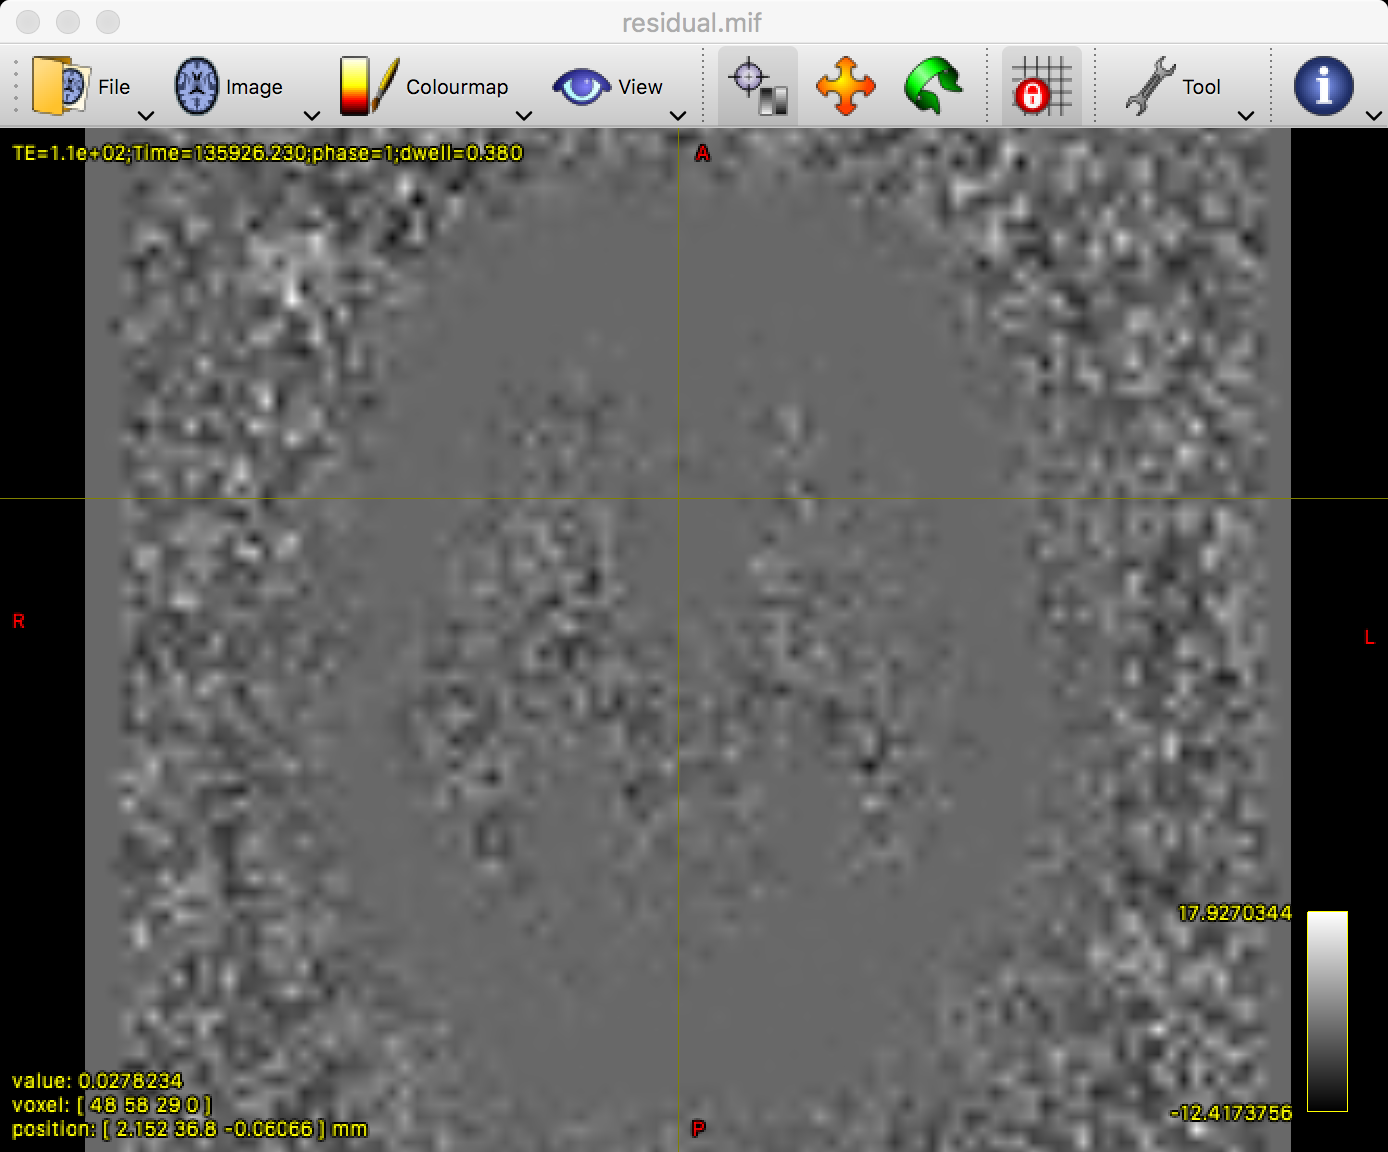 residual.mif
File Image Colourmap View Tool
TE=1.1e+02;Time=135926.230;phase=1;dwell=0.380
A
R
L
17.9270344
-12.4173756
value: 0.0278234
voxel: [ 48 58 29 0 ]
position: [ 2.152 36.8 -0.06066 ] mm
P